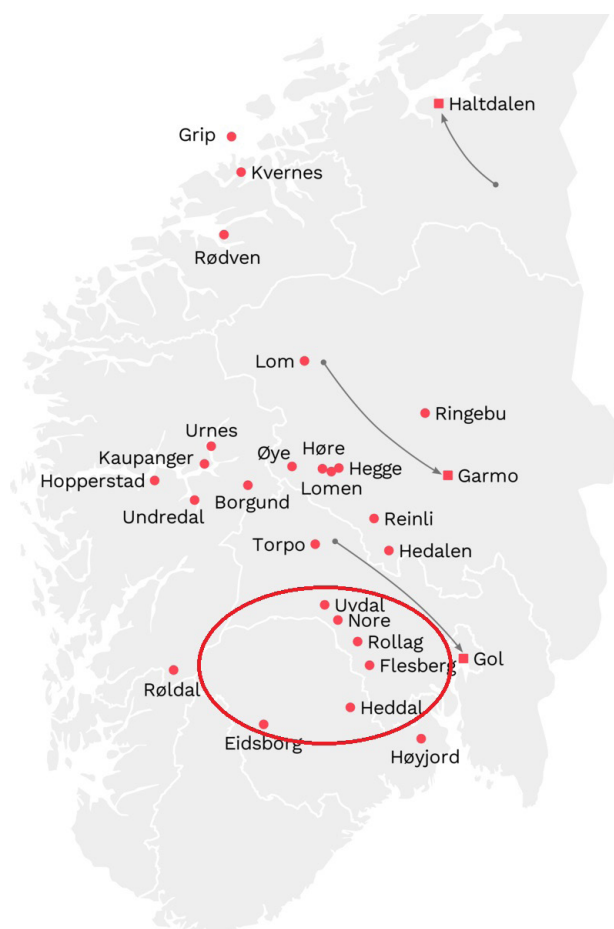 Haltdalen
Grip
Kvernes
Rødven
Lom
Ringebu
Urnes
Kaupanger
Øye
Høre
Hegge
Garmo
Hopperstad
Lomen
Borgund
Undredal
Reinli
Torpo
Hedalen
Uvdal
Nore
Rollag
Gol
Flesberg
Røldal
Heddal
Eidsborg
Høyjord